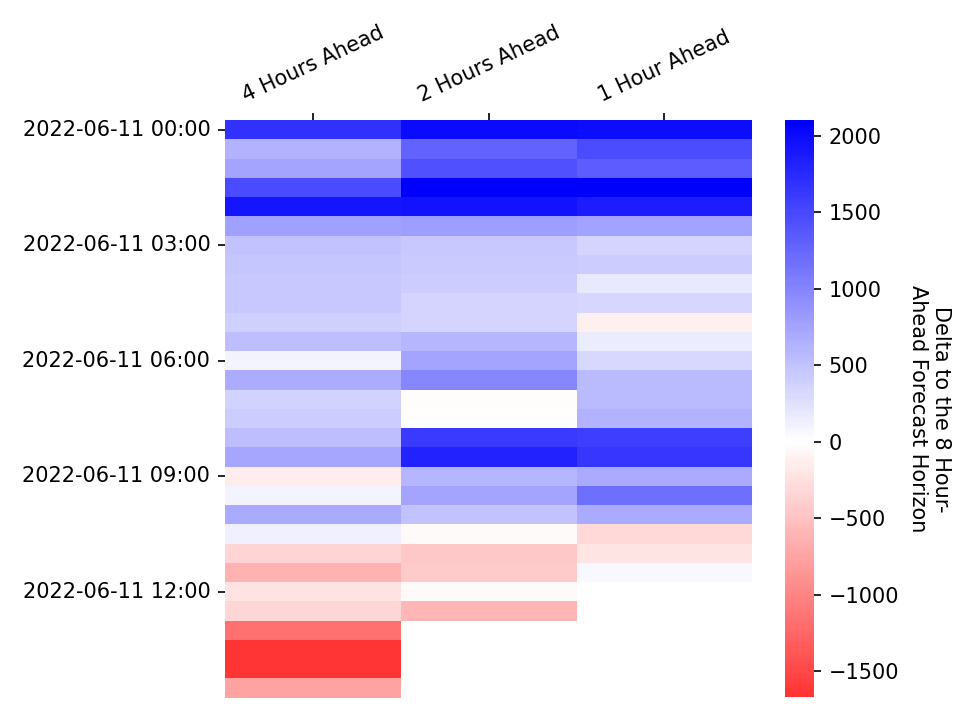 4 Hours Ahead
2 Hours Ahead
1 Hour Ahead
2022-06-11 00:00
2022-06-11 03:00
2022-06-11 06:00
2022-06-11 09:00
2022-06-11 12:00
2000
1500
1000
500
0
−500
−1000
−1500
Delta to the 8 Hour-
Ahead Forecast Horizon